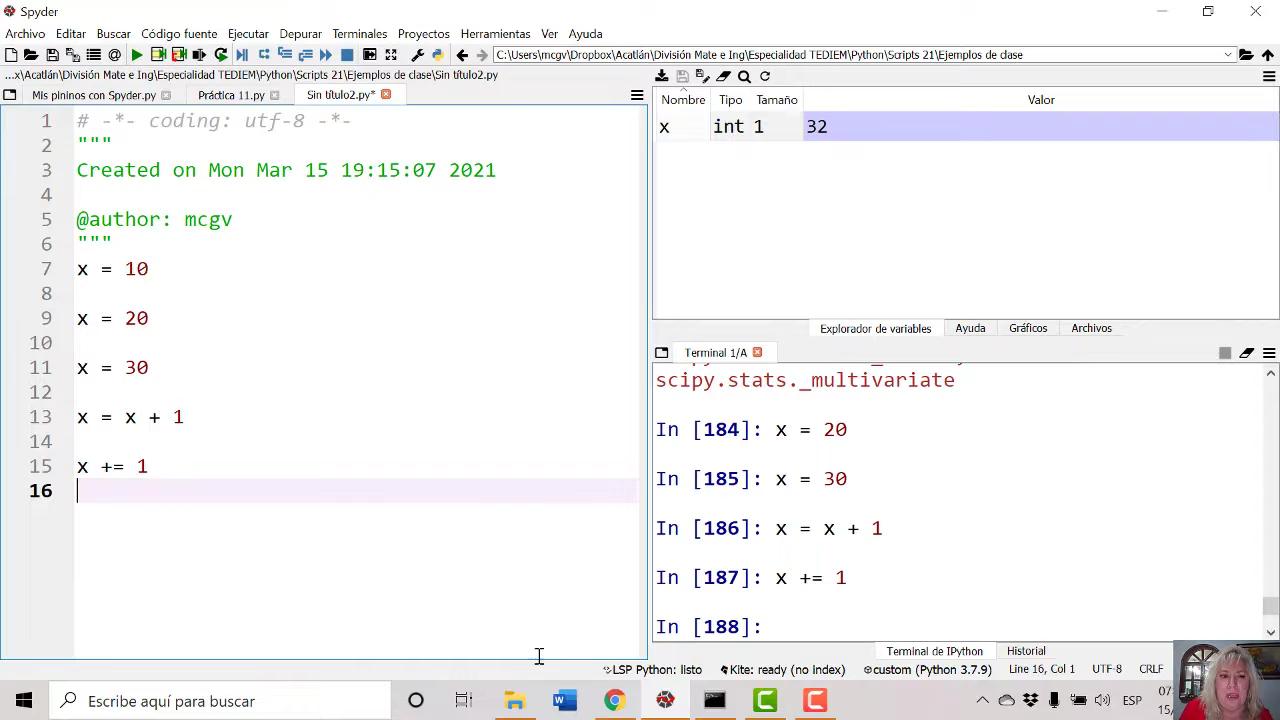 Spyder
Archivo Editar Buscar Código fuente Ejecutar Depurar Terminales Proyectos Herramientas Ver Ayuda
C:\Users\mcgv\Dropbox\Acatlán\División Mate e Ing\Especialidad TEDIEM\Python\Scripts 21\Ejemplos de clase
...x\Acatlán\División Mate e Ing\Especialidad TEDIEM\Python\Scripts 21\Ejemplos de clase\Sin título2.py
Mis pininos con Spyder.py Práctica 11.py Sin título2.py*
1 # -*- coding: utf-8 -*-
2 """
3 Created on Mon Mar 15 19:15:07 2021
4
5 @author: mcgv
6 """
7 x = 10
8
9 x = 20
10
11 x = 30
12
13 x = x + 1
14
15 x += 1
16
Nombre Tipo Tamaño Valor
x int 1 32
Explorador de variables Ayuda Gráficos Archivos
Terminal 1/A
scipy.stats._multivariate
In [184]: x = 20
In [185]: x = 30
In [186]: x = x + 1
In [187]: x += 1
In [188]:
Terminal de IPython Historial
LSP Python: listo Kite: ready (no index) custom (Python 3.7.9) Line 16, Col 1 UTF-8 CRLF
Escribe aquí para buscar
ESP